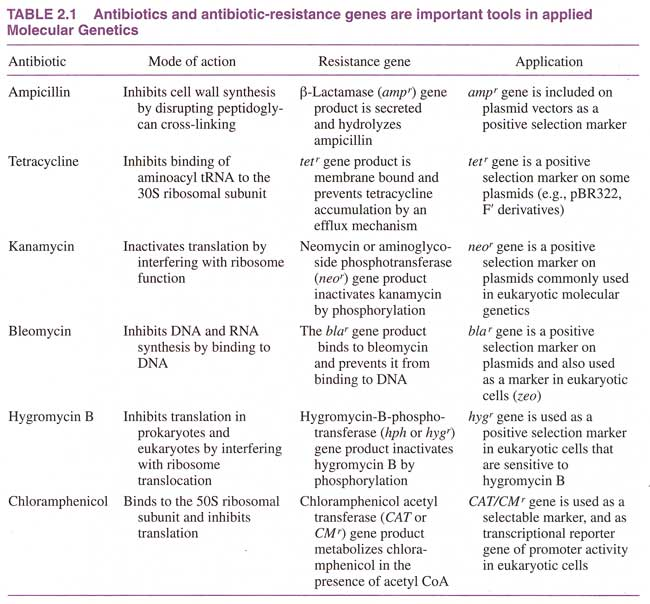 TABLE 2.1 Antibiotics and antibiotic-resistance genes are important tools in applied
Molecular Genetics
Antibiotic Mode of action Resistance gene Application
Ampicillin Inhibits cell wall synthesis β-Lactamase (ampʳ) gene ampʳ gene is included on
by disrupting peptidogly- product is secreted plasmid vectors as a
can cross-linking and hydrolyzes positive selection marker
ampicillin
Tetracycline Inhibits binding of tetʳ gene product is tetʳ gene is a positive
aminoacyl tRNA to the membrane bound and selection marker on some
30S ribosomal subunit prevents tetracycline plasmids (e.g., pBR322,
accumulation by an F′ derivatives)
efflux mechanism
Kanamycin Inactivates translation by Neomycin or aminoglyco- neoʳ gene is a positive
interfering with ribosome side phosphotransferase selection marker on
function (neoʳ) gene product plasmids commonly used
inactivates kanamycin in eukaryotic molecular
by phosphorylation genetics
Bleomycin Inhibits DNA and RNA The blaʳ gene product blaʳ gene is a positive
synthesis by binding to binds to bleomycin selection marker on
DNA and prevents it from plasmids and also used
binding to DNA as a marker in eukaryotic
cells (zeo)
Hygromycin B Inhibits translation in Hygromycin-B-phospho- hygʳ gene is used as a
prokaryotes and transferase (hph or hygʳ) positive selection marker
eukaryotes by interfering gene product inactivates in eukaryotic cells that
with ribosome hygromycin B by are sensitive to
translocation phosphorylation hygromycin B
Chloramphenicol Binds to the 50S ribosomal Chloramphenicol acetyl CAT/CMʳ gene is used as a
subunit and inhibits transferase (CAT or selectable marker, and as
translation CMʳ) gene product transcriptional reporter
metabolizes chlora- gene of promoter activity
mphenicol in the in eukaryotic cells
presence of acetyl CoA